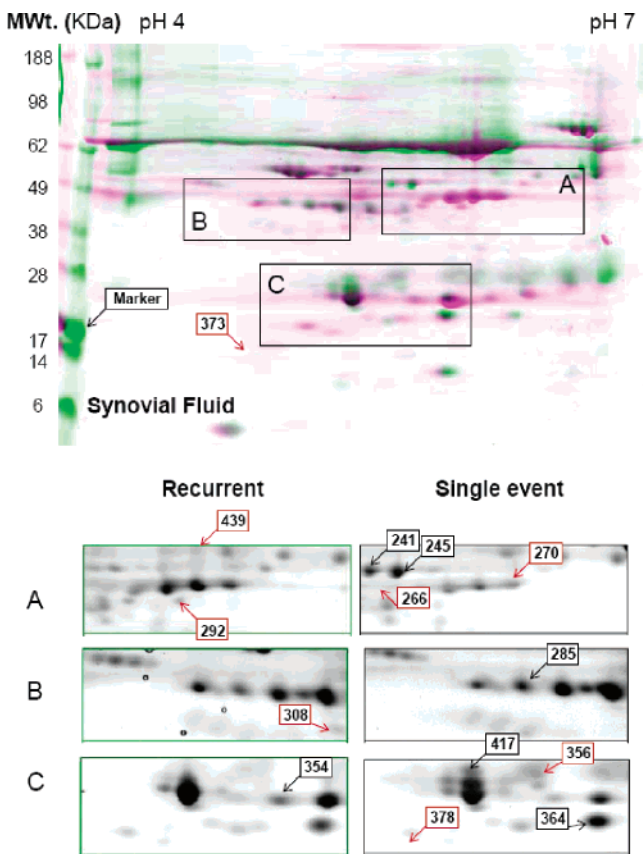 MWt. (KDa) pH 4 pH 7
188
98
62
49
38
28
17
14
6
A
B
C
Marker
373
Synovial Fluid
Recurrent Single event
439
241 245 270
A
266
292
B
285
308
C
417 356
354
378 364